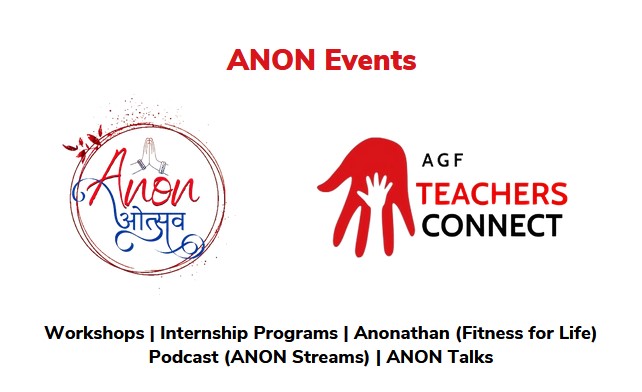 ANON Events
Anon
ओत्सव
AGF
TEACHERS
CONNECT
Workshops | Internship Programs | Anonathan (Fitness for Life)
Podcast (ANON Streams) | ANON Talks